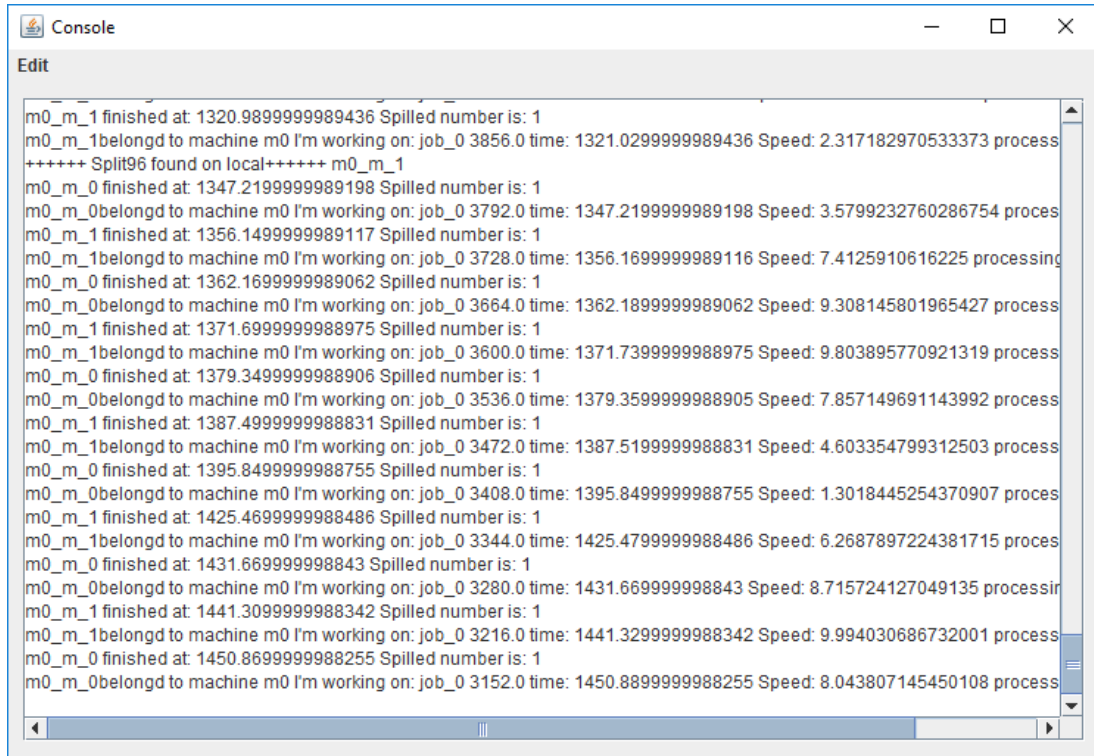 Console
Edit
m0_m_1 finished at: 1320.9899999989436 Spilled number is: 1
m0_m_1belongd to machine m0 I'm working on: job_0 3856.0 time: 1321.0299999989436 Speed: 2.317182970533373 process
++++++ Split96 found on local++++++ m0_m_1
m0_m_0 finished at: 1347.2199999989198 Spilled number is: 1
m0_m_0belongd to machine m0 I'm working on: job_0 3792.0 time: 1347.2199999989198 Speed: 3.5799232760286754 proces
m0_m_1 finished at: 1356.1499999989117 Spilled number is: 1
m0_m_1belongd to machine m0 I'm working on: job_0 3728.0 time: 1356.1699999989116 Speed: 7.4125910616225 processing
m0_m_0 finished at: 1362.1699999989062 Spilled number is: 1
m0_m_0belongd to machine m0 I'm working on: job_0 3664.0 time: 1362.1899999989062 Speed: 9.308145801965427 process
m0_m_1 finished at: 1371.6999999988975 Spilled number is: 1
m0_m_1belongd to machine m0 I'm working on: job_0 3600.0 time: 1371.7399999988975 Speed: 9.803895770921319 process
m0_m_0 finished at: 1379.3499999988906 Spilled number is: 1
m0_m_0belongd to machine m0 I'm working on: job_0 3536.0 time: 1379.3599999988905 Speed: 7.857149691143992 process
m0_m_1 finished at: 1387.4999999988831 Spilled number is: 1
m0_m_1belongd to machine m0 I'm working on: job_0 3472.0 time: 1387.5199999988831 Speed: 4.603354799312503 process
m0_m_0 finished at: 1395.8499999988755 Spilled number is: 1
m0_m_0belongd to machine m0 I'm working on: job_0 3408.0 time: 1395.8499999988755 Speed: 1.3018445254370907 proces
m0_m_1 finished at: 1425.4699999988486 Spilled number is: 1
m0_m_1belongd to machine m0 I'm working on: job_0 3344.0 time: 1425.4799999988486 Speed: 6.2687897224381715 proces
m0_m_0 finished at: 1431.669999998843 Spilled number is: 1
m0_m_0belongd to machine m0 I'm working on: job_0 3280.0 time: 1431.669999998843 Speed: 8.715724127049135 processin
m0_m_1 finished at: 1441.3099999988342 Spilled number is: 1
m0_m_1belongd to machine m0 I'm working on: job_0 3216.0 time: 1441.3299999988342 Speed: 9.994030686732001 process
m0_m_0 finished at: 1450.8699999988255 Spilled number is: 1
m0_m_0belongd to machine m0 I'm working on: job_0 3152.0 time: 1450.8899999988255 Speed: 8.043807145450108 process